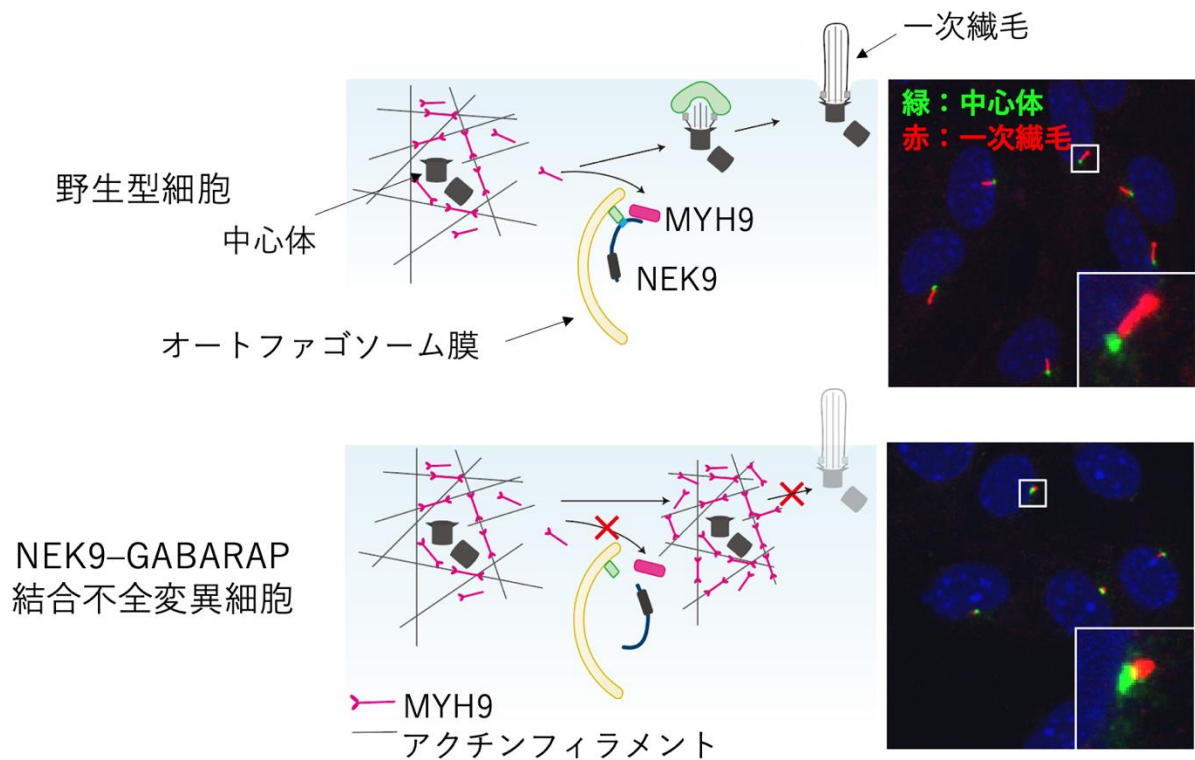 一次繊毛
緑：中心体
赤：一次繊毛
野生型細胞
中心体
MYH9
NEK9
オートファゴソーム膜
NEK9–GABARAP
結合不全変異細胞
MYH9
アクチンフィラメント